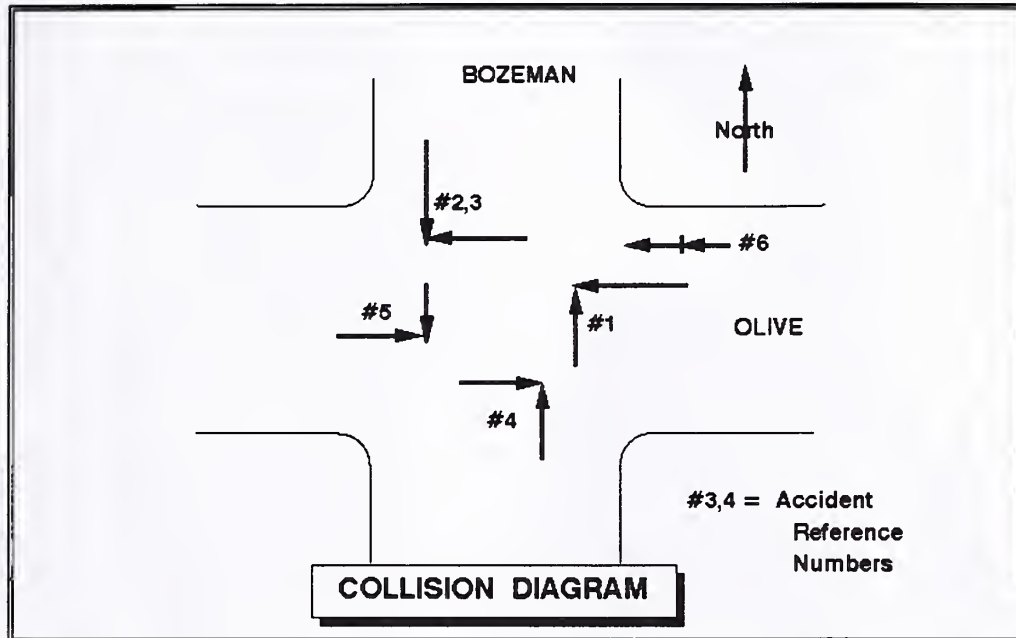 BOZEMAN
North
#2,3
#6
#5
#1
OLIVE
#4
#3,4 = Accident
Reference
Numbers
COLLISION DIAGRAM